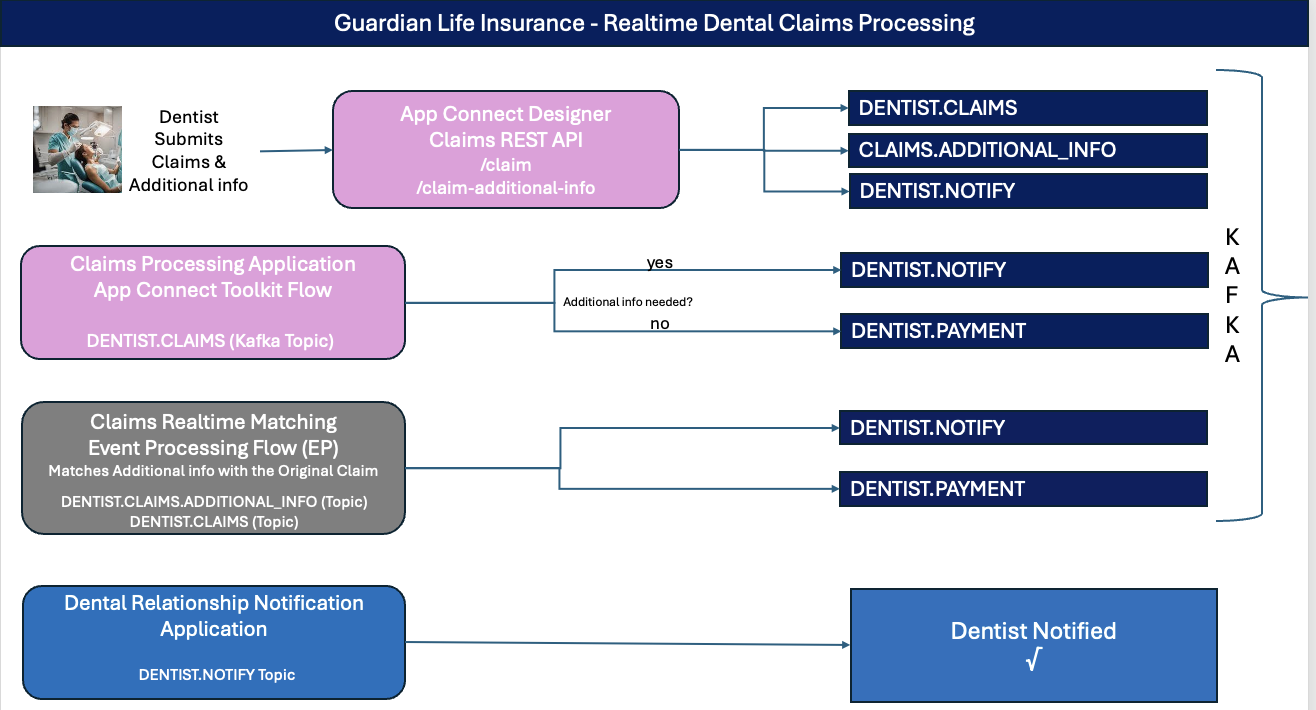 Guardian Life Insurance - Realtime Dental Claims Processing
Dentist
Submits
Claims &
Additional info
App Connect Designer
Claims REST API
/claim
/claim-additional-info
DENTIST.CLAIMS
CLAIMS.ADDITIONAL_INFO
DENTIST.NOTIFY
Claims Processing Application
App Connect Toolkit Flow
DENTIST.CLAIMS (Kafka Topic)
yes
Additional info needed?
no
DENTIST.NOTIFY
DENTIST.PAYMENT
K
A
F
K
A
Claims Realtime Matching
Event Processing Flow (EP)
Matches Additional info with the Original Claim
DENTIST.CLAIMS.ADDITIONAL_INFO (Topic)
DENTIST.CLAIMS (Topic)
DENTIST.NOTIFY
DENTIST.PAYMENT
Dental Relationship Notification
Application
DENTIST.NOTIFY Topic
Dentist Notified
√